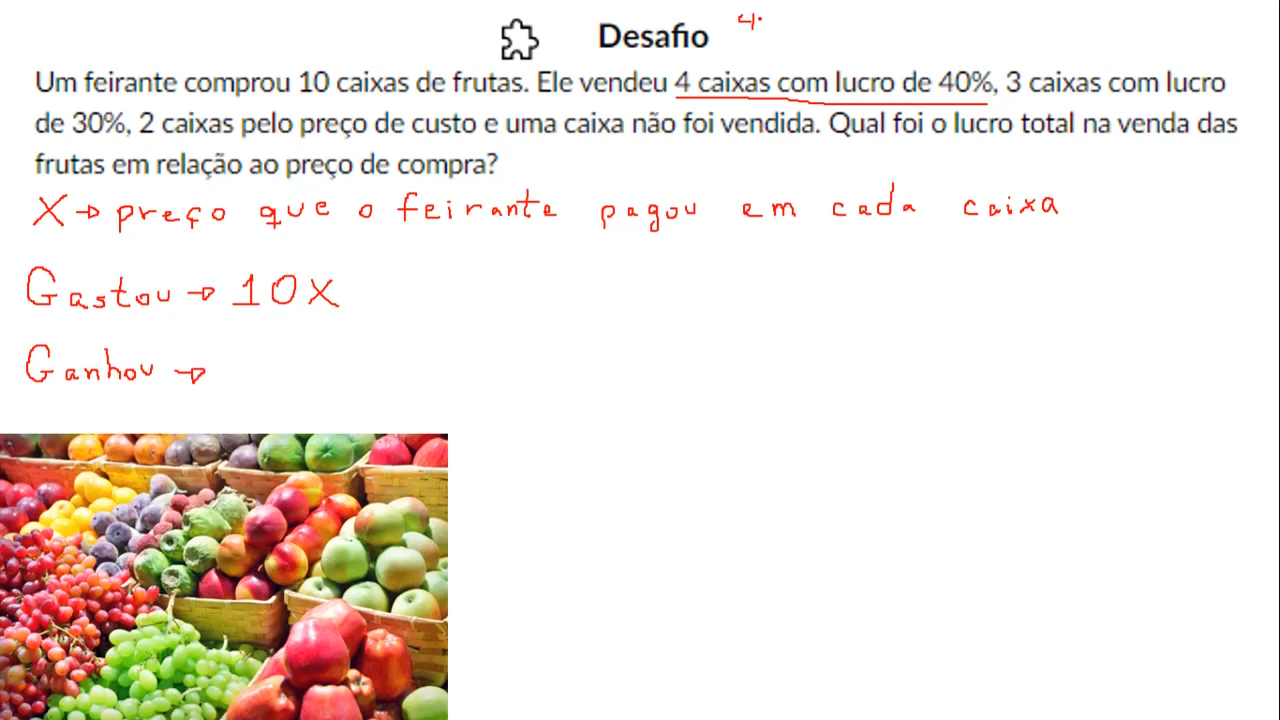 Desafio 4.
Um feirante comprou 10 caixas de frutas. Ele vendeu 4 caixas com lucro de 40%, 3 caixas com lucro
de 30%, 2 caixas pelo preço de custo e uma caixa não foi vendida. Qual foi o lucro total na venda das
frutas em relação ao preço de compra?
X → preço que o feirante pagou em cada caixa
Gastou → 10X
Ganhou →